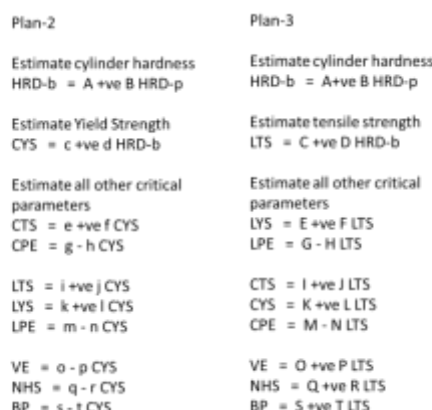 Plan-2
Estimate cylinder hardness
HRD-b = A +ve B HRD-p
Estimate Yield Strength
CYS = c +ve d HRD-b
Estimate all other critical
parameters
CTS = e +ve f CYS
CPE = g - h CYS
LTS = i +ve j CYS
LYS = k +ve l CYS
LPE = m - n CYS
VE = o - p CYS
NHS = q - r CYS
BP = s - t CYS
Plan-3
Estimate cylinder hardness
HRD-b = A+ve B HRD-p
Estimate tensile strength
LTS = C +ve D HRD-b
Estimate all other critical
parameters
LYS = E +ve F LTS
LPE = G - H LTS
CTS = I +ve J LTS
CYS = K +ve L LTS
CPE = M - N LTS
VE = O +ve P LTS
NHS = Q +ve R LTS
BP = S +ve T LTS